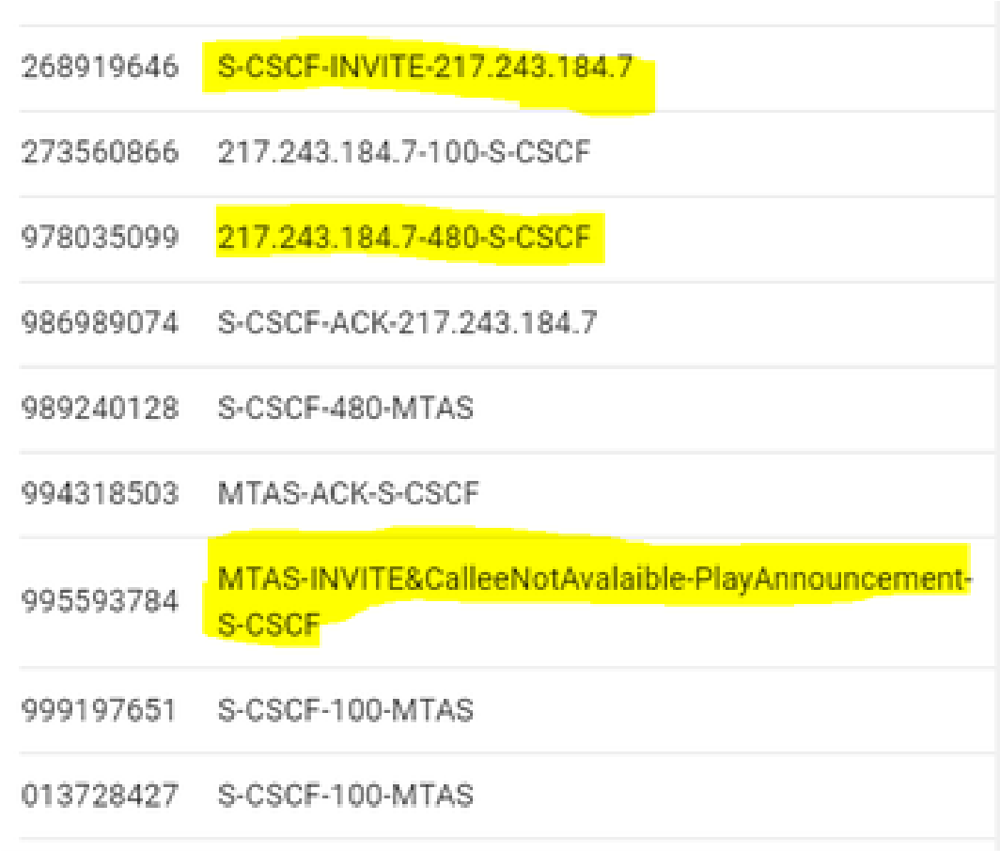 268919646 S-CSCF-INVITE-217.243.184.7
273560866 217.243.184.7-100-S-CSCF
978035099 217.243.184.7-480-S-CSCF
986989074 S-CSCF-ACK-217.243.184.7
989240128 S-CSCF-480-MTAS
994318503 MTAS-ACK-S-CSCF
995593784 MTAS-INVITE&CalleeNotAvalaible-PlayAnnouncement-
S-CSCF
999197651 S-CSCF-100-MTAS
013728427 S-CSCF-100-MTAS